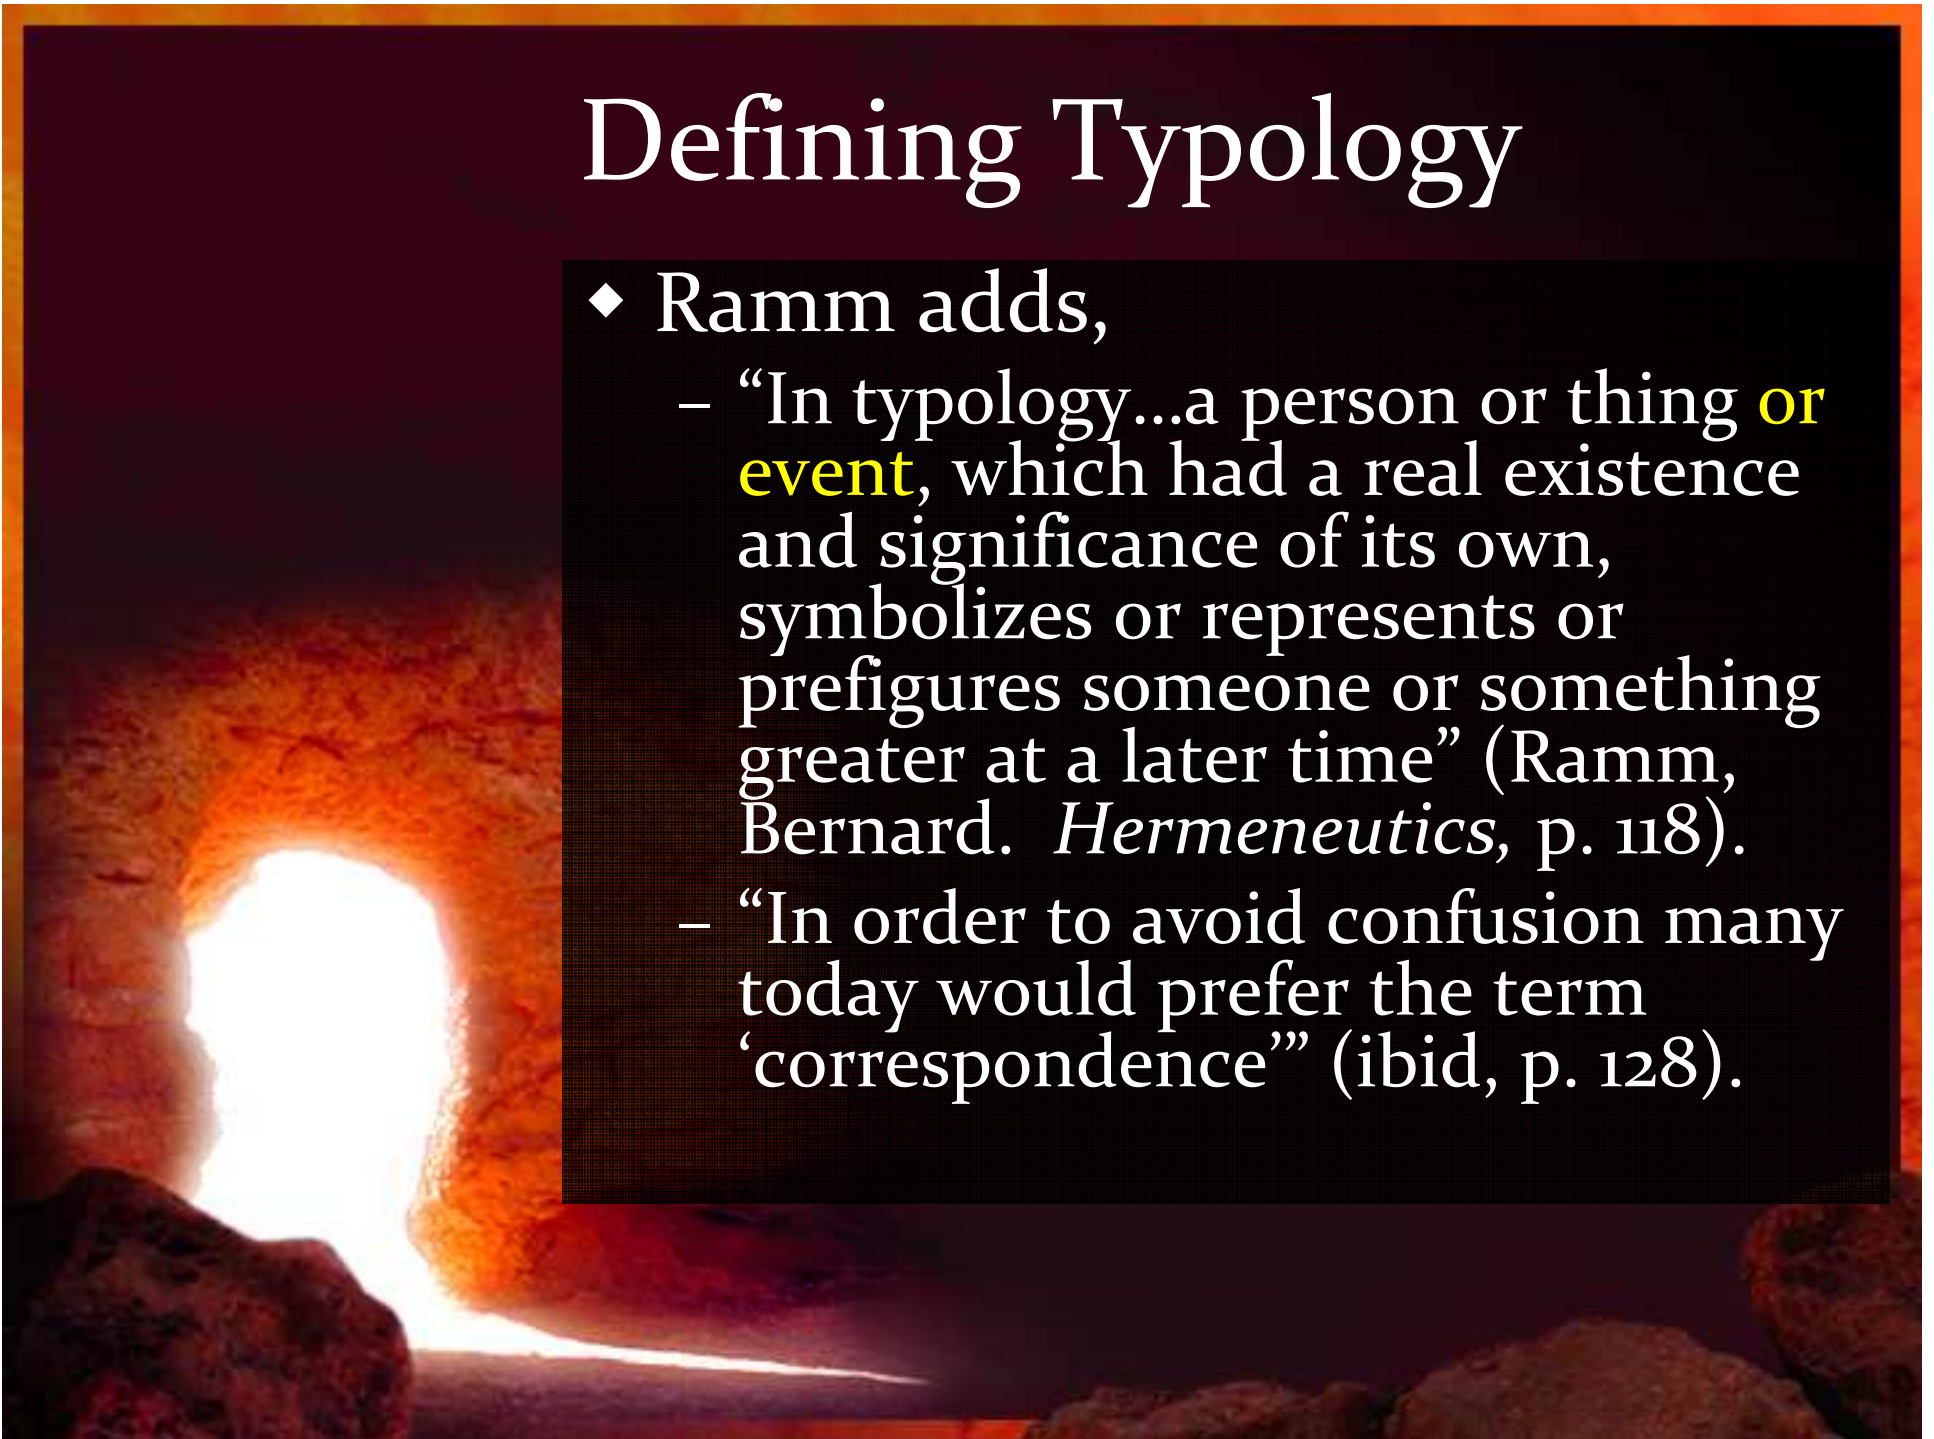 Defining Typology
◆ Ramm adds,
– “In typology…a person or thing or
event, which had a real existence
and significance of its own,
symbolizes or represents or
prefigures someone or something
greater at a later time” (Ramm,
Bernard.  Hermeneutics, p. 118).
– “In order to avoid confusion many
today would prefer the term
‘correspondence’” (ibid, p. 128).